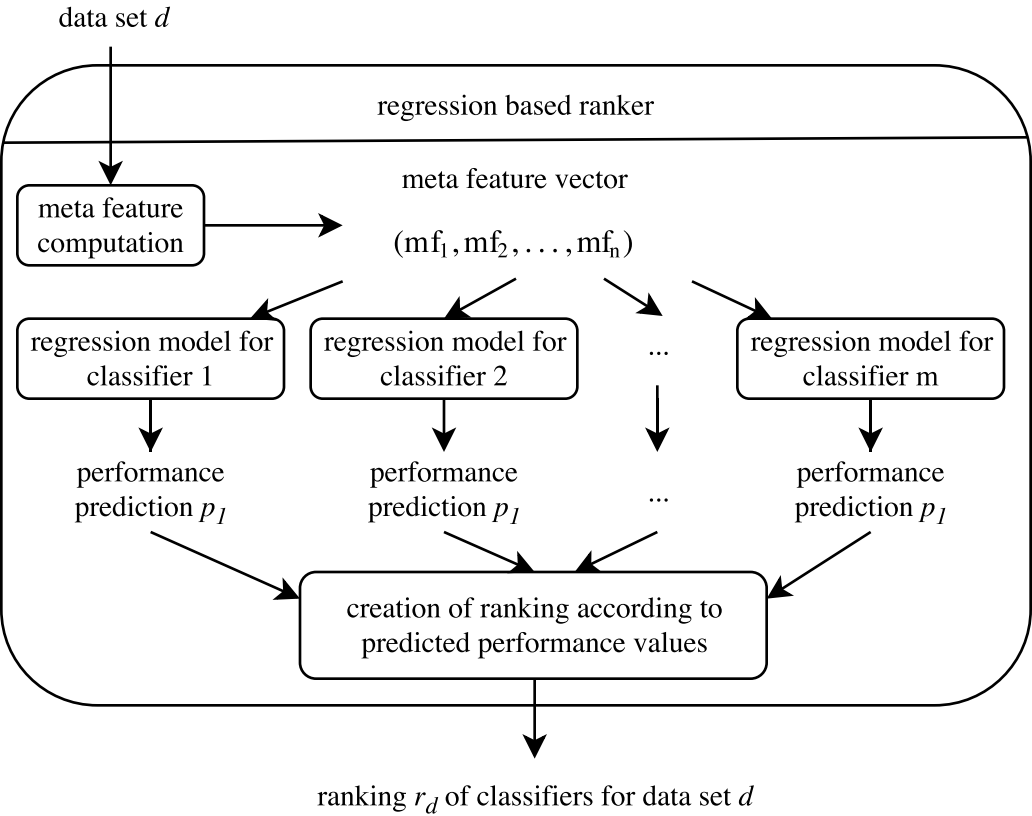 data set d
regression based ranker
meta feature vector
meta feature
computation
(mf₁, mf₂, . . . , mfₙ)
regression model for
classifier 1
regression model for
classifier 2
...
regression model for
classifier m
performance
prediction p₁
performance
prediction p₁
...
performance
prediction p₁
creation of ranking according to
predicted performance values
ranking r_d of classifiers for data set d